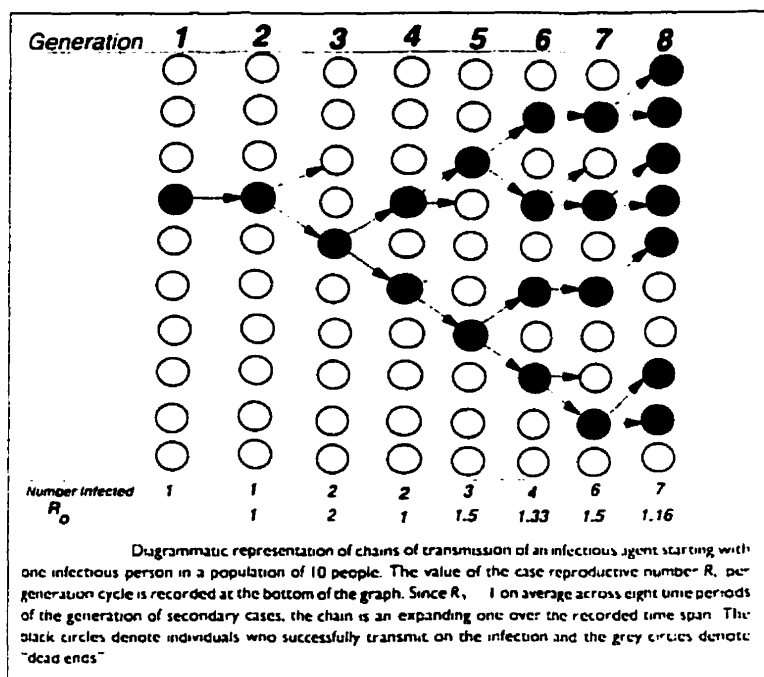 Generation 1 2 3 4 5 6 7 8
Number Infected 1 1 2 2 3 4 6 7
R₀ 1 2 1 1.5 1.33 1.5 1.16
Diagrammatic representation of chains of transmission of an infectious agent starting with
one infectious person in a population of 10 people. The value of the case reproductive number R, per
generation cycle is recorded at the bottom of the graph. Since R, 1 on average across eight time periods
of the generation of secondary cases, the chain is an expanding one over the recorded time span. The
black circles denote individuals who successfully transmit on the infection and the grey circles denote
"dead ends"